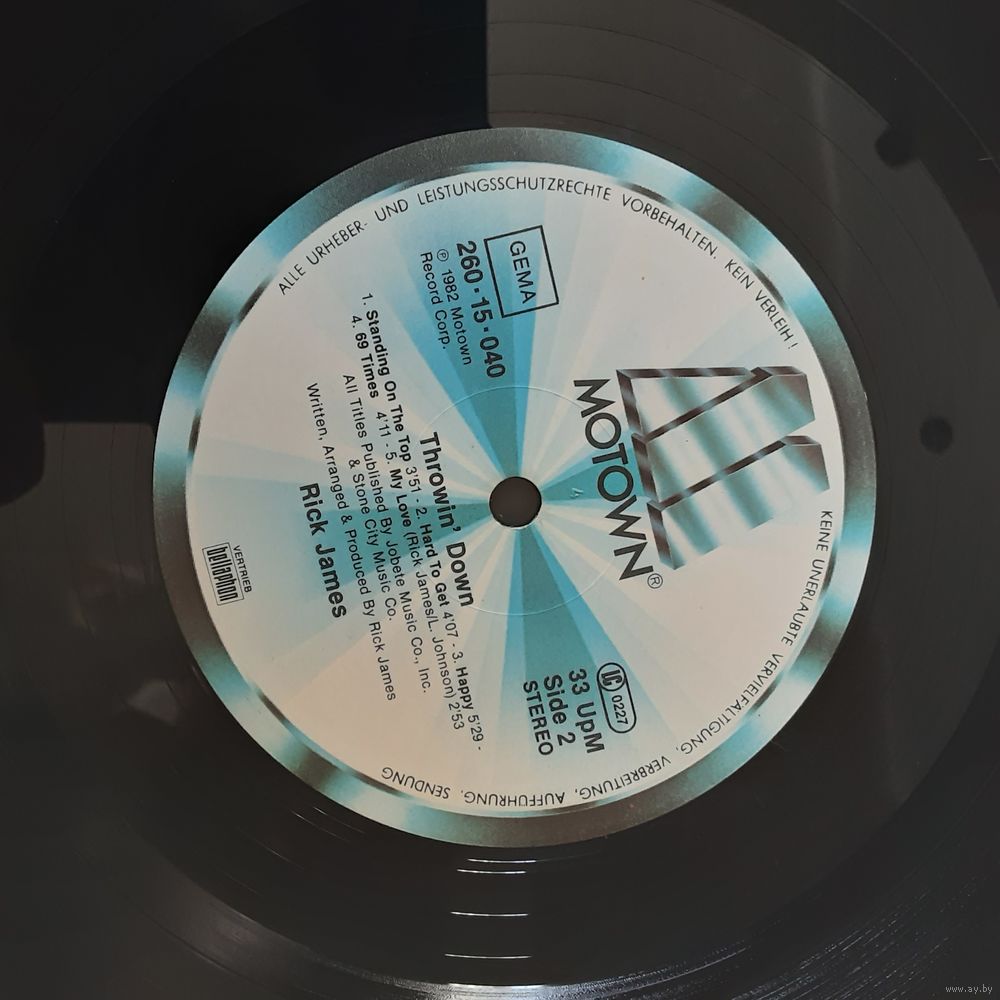 ALLE URHEBER- UND LEISTUNGSSCHUTZRECHTE VORBEHALTEN. KEIN VERLEIH! KEINE UNERLAUBTE VERVIELFÄLTIGUNG, VERBREITUNG, AUFFÜHRUNG, SENDUNG
MOTOWN®
GEMA
260·15·040
℗ 1982 Motown
Record Corp.
LC 0227
33 UpM
Side 2
STEREO
Throwin' Down
1. Standing On The Top 3'51 - 2. Hard To Get 4'07 - 3. Happy 5'29 -
4. 69 Times 4'11 - 5. My Love (Rick James/L. Johnson) 2'53
All Titles Published By Jobete Music Co., Inc.
& Stone City Music Co.
Written, Arranged & Produced By Rick James
Rick James
VERTRIEB
bellaphon
www.ay.by